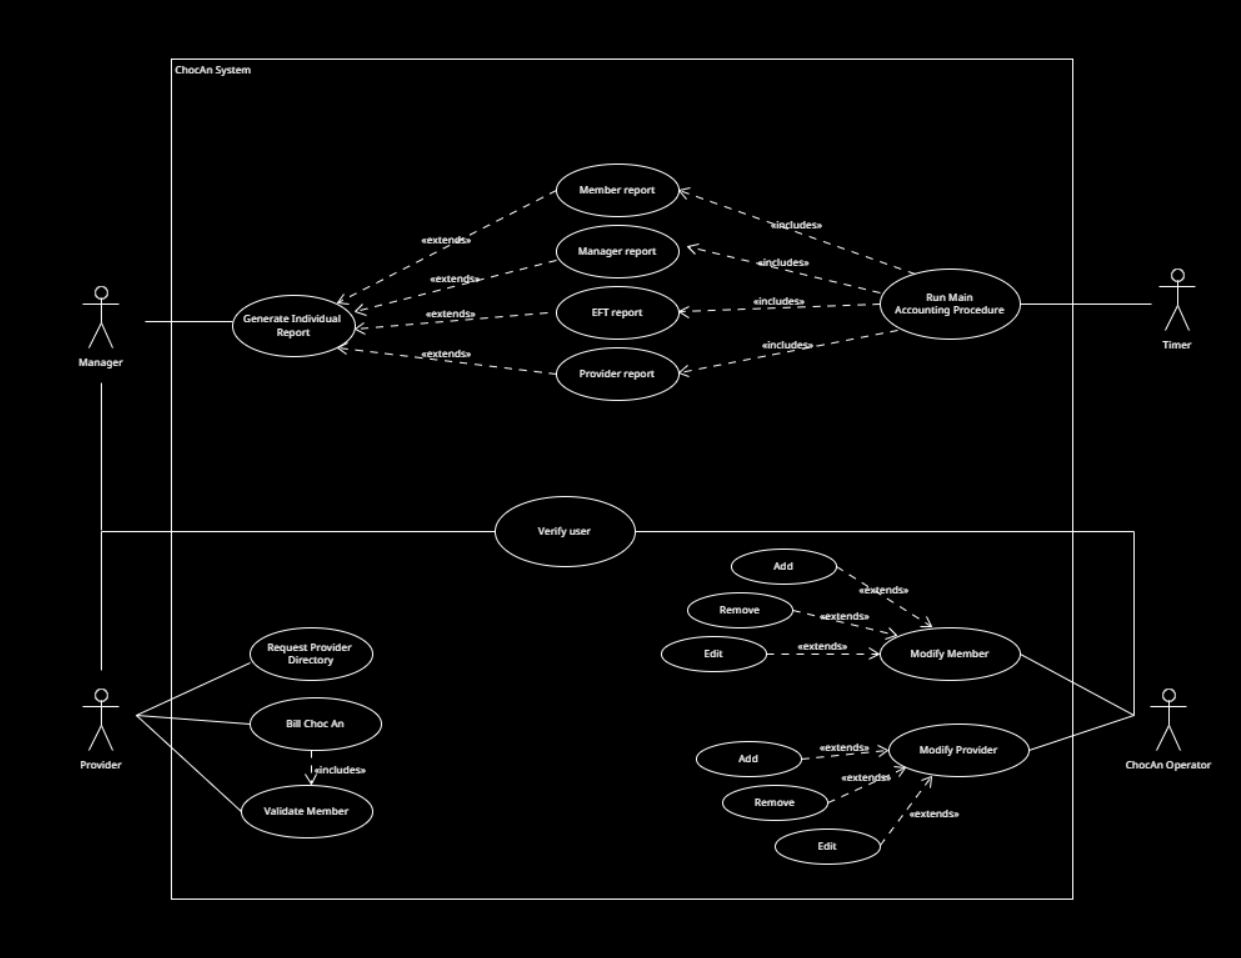 ChocAn System
Member report
«includes»
«extends»
Manager report
«includes»
«extends»
Run Main
Accounting Procedure
«includes»
EFT report
«extends»
Generate Individual
Report
«includes»
Timer
«extends»
Manager
Provider report
Verify user
Add
«extends»
Remove
«extends»
Request Provider
Directory
«extends»
Edit
Modify Member
Bill Choc An
«extends»
Modify Provider
Add
Provider
ChocAn Operator
«includes»
«extends»
Remove
Validate Member
«extends»
Edit